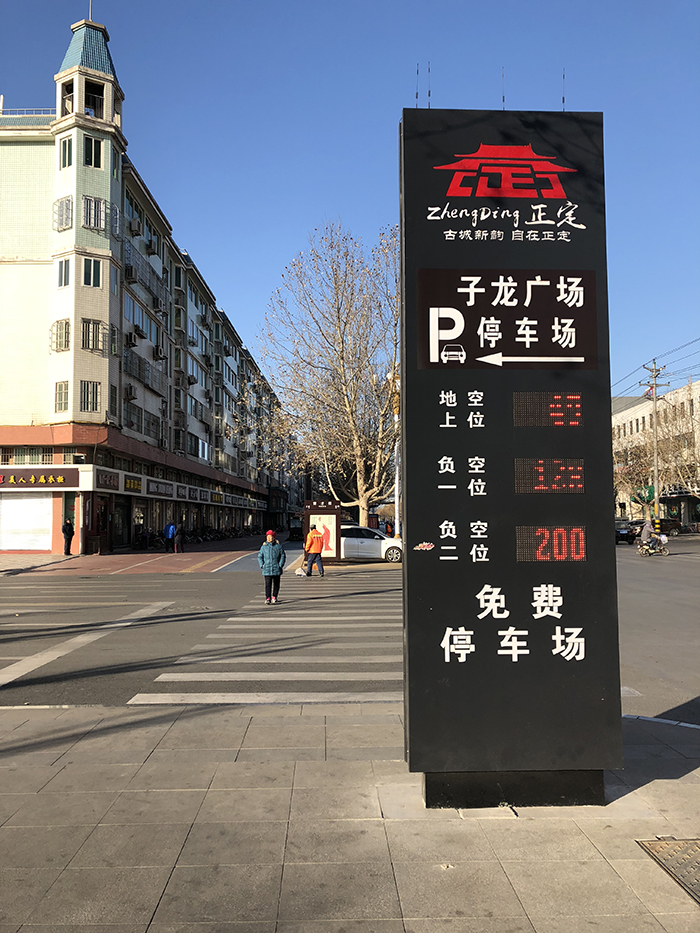 ZhengDing 正定
古城新韵 自在正定
子龙广场
P 停车场
地上 空位
负一 空位
负二 空位 200
免费
停车场